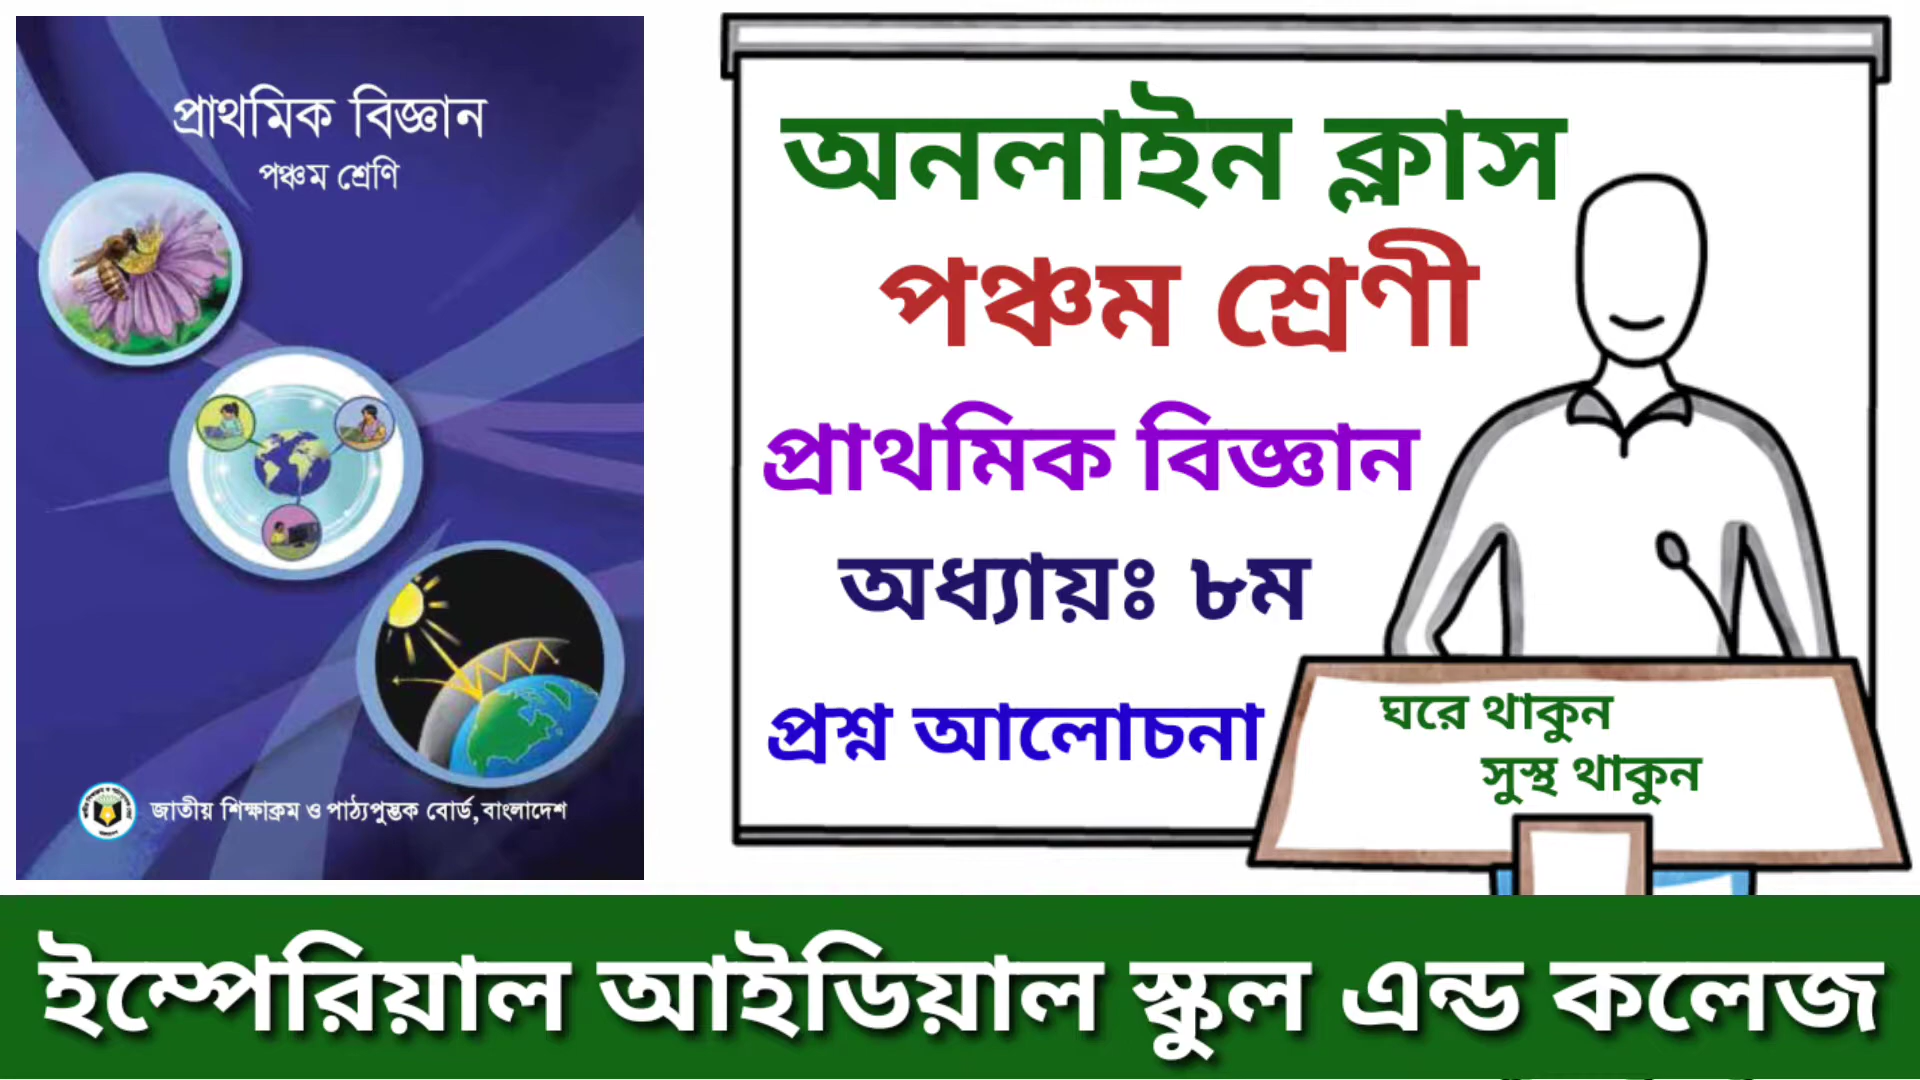 প্রাথমিক বিজ্ঞান
পঞ্চম শ্রেণি
জাতীয় শিক্ষাক্রম ও পাঠ্যপুস্তক বোর্ড, বাংলাদেশ
অনলাইন ক্লাস
পঞ্চম শ্রেণী
প্রাথমিক বিজ্ঞান
অধ্যায়ঃ ৮ম
প্রশ্ন আলোচনা
ঘরে থাকুন
সুস্থ থাকুন
ইম্পেরিয়াল আইডিয়াল স্কুল এন্ড কলেজ